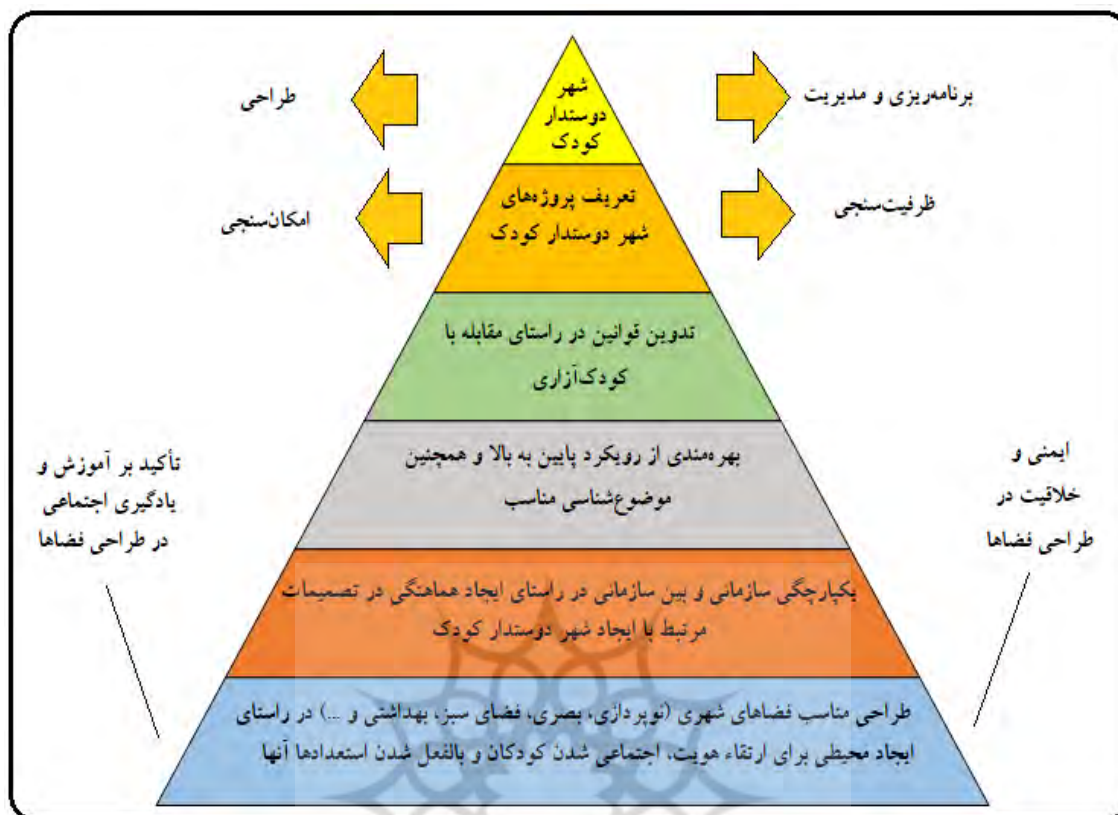 شهر
دوستدار
کودک
برنامه‌ریزی و مدیریت
طراحی
تعریف پروژه‌های
شهر دوستدار کودک
ظرفیت‌سنجی
امکان‌سنجی
تدوین قوانین در راستای مقابله با
کودک‌آزاری
بهره‌مندی از رویکرد پایین به بالا و همچنین
موضوع‌شناسی مناسب
ایمنی و
خلاقیت در
طراحی فضاها
تأکید بر آموزش و
یادگیری اجتماعی
در طراحی فضاها
یکپارچگی سازمانی و بین سازمانی در راستای ایجاد هماهنگی در تصمیمات
مرتبط با ایجاد شهر دوستدار کودک
طراحی مناسب فضاهای شهری (نوپردازی، بصری، فضای سبز، بهداشتی و ...) در راستای
ایجاد محیطی برای ارتقاء هویت، اجتماعی شدن کودکان و بالفعل شدن استعدادها آنها